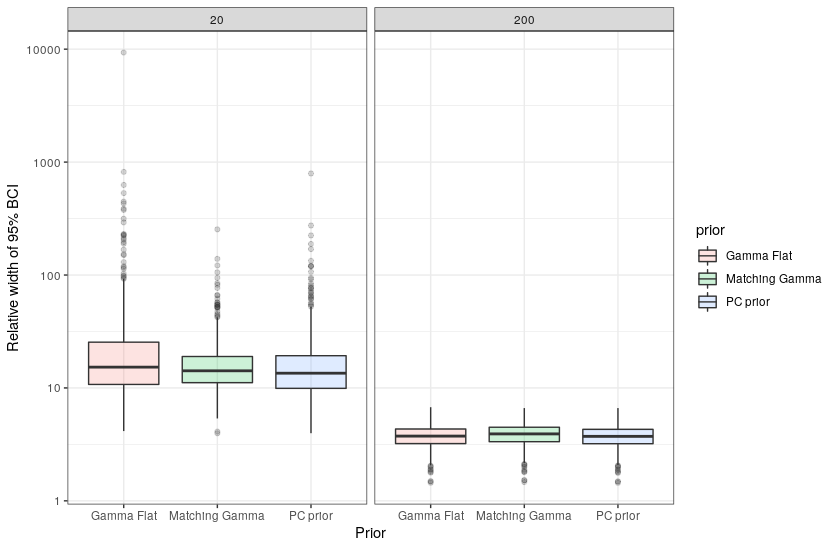 20
200
10000
1000
100
10
1
Relative width of 95% BCI
Gamma Flat
Matching Gamma
PC prior
Gamma Flat
Matching Gamma
PC prior
Prior
prior
Gamma Flat
Matching Gamma
PC prior